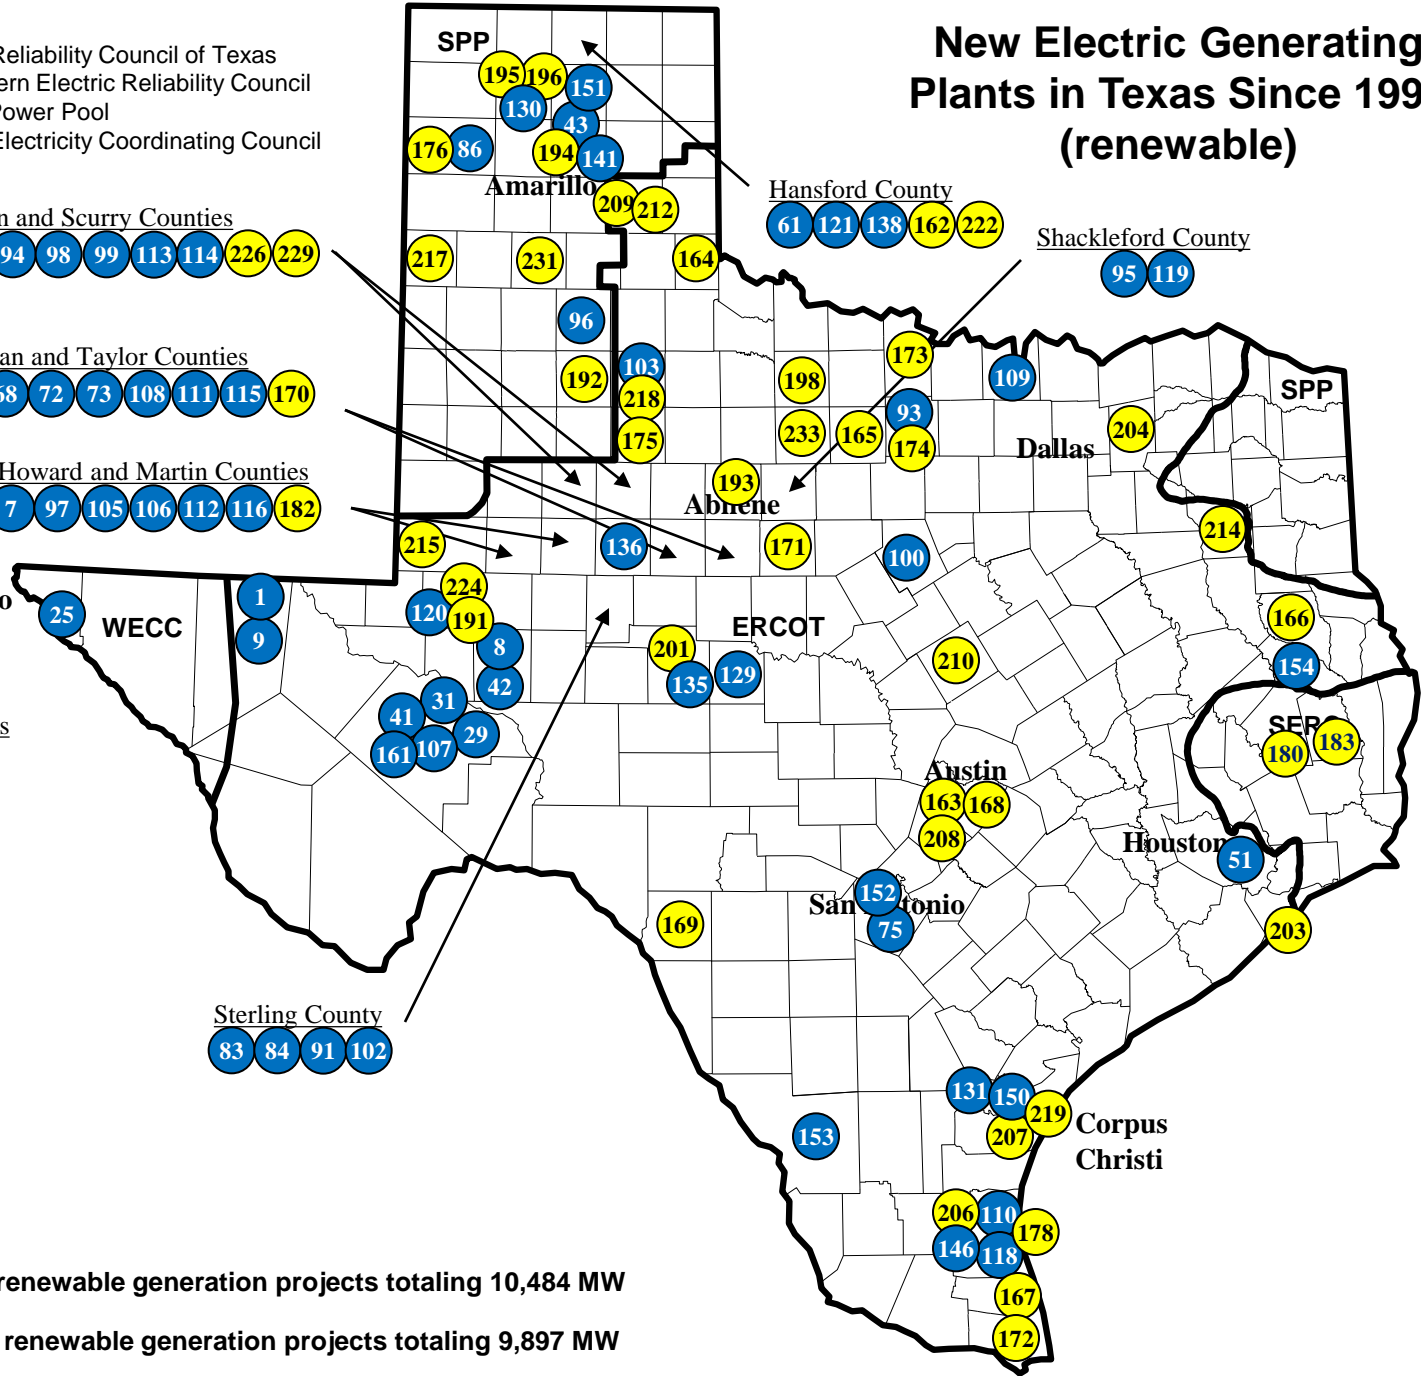 New Electric Generating
Plants in Texas Since 199
(renewable)
Reliability Council of Texas
ern Electric Reliability Council
Power Pool
Electricity Coordinating Council
SPP
195 196 151
130 43
176 86 194 141
Amarillo
209 212
Hansford County
61 121 138 162 222
n and Scurry Counties
94 98 99 113 114 226 229
Shackleford County
95 119
217 231 164
96
an and Taylor Counties
68 72 73 108 111 115 170
192 103 218 175
198 173 109
233 165 93 174
SPP
204
Dallas
Howard and Martin Counties
7 97 105 106 112 116 182
193
Abilene
215 136 171 100 214
25 WECC 1 9
o
224 120 191 8 42
ERCOT
201 135 129 210
166 154
31 41 29 161 107
s
SERC
180 183
Austin
163 168 208
Houston
51
152
San Antonio
75
169 203
Sterling County
83 84 91 102
131 150 219 207
Corpus
Christi
153
206 110 178
146 118
167
172
renewable generation projects totaling 10,484 MW
renewable generation projects totaling 9,897 MW